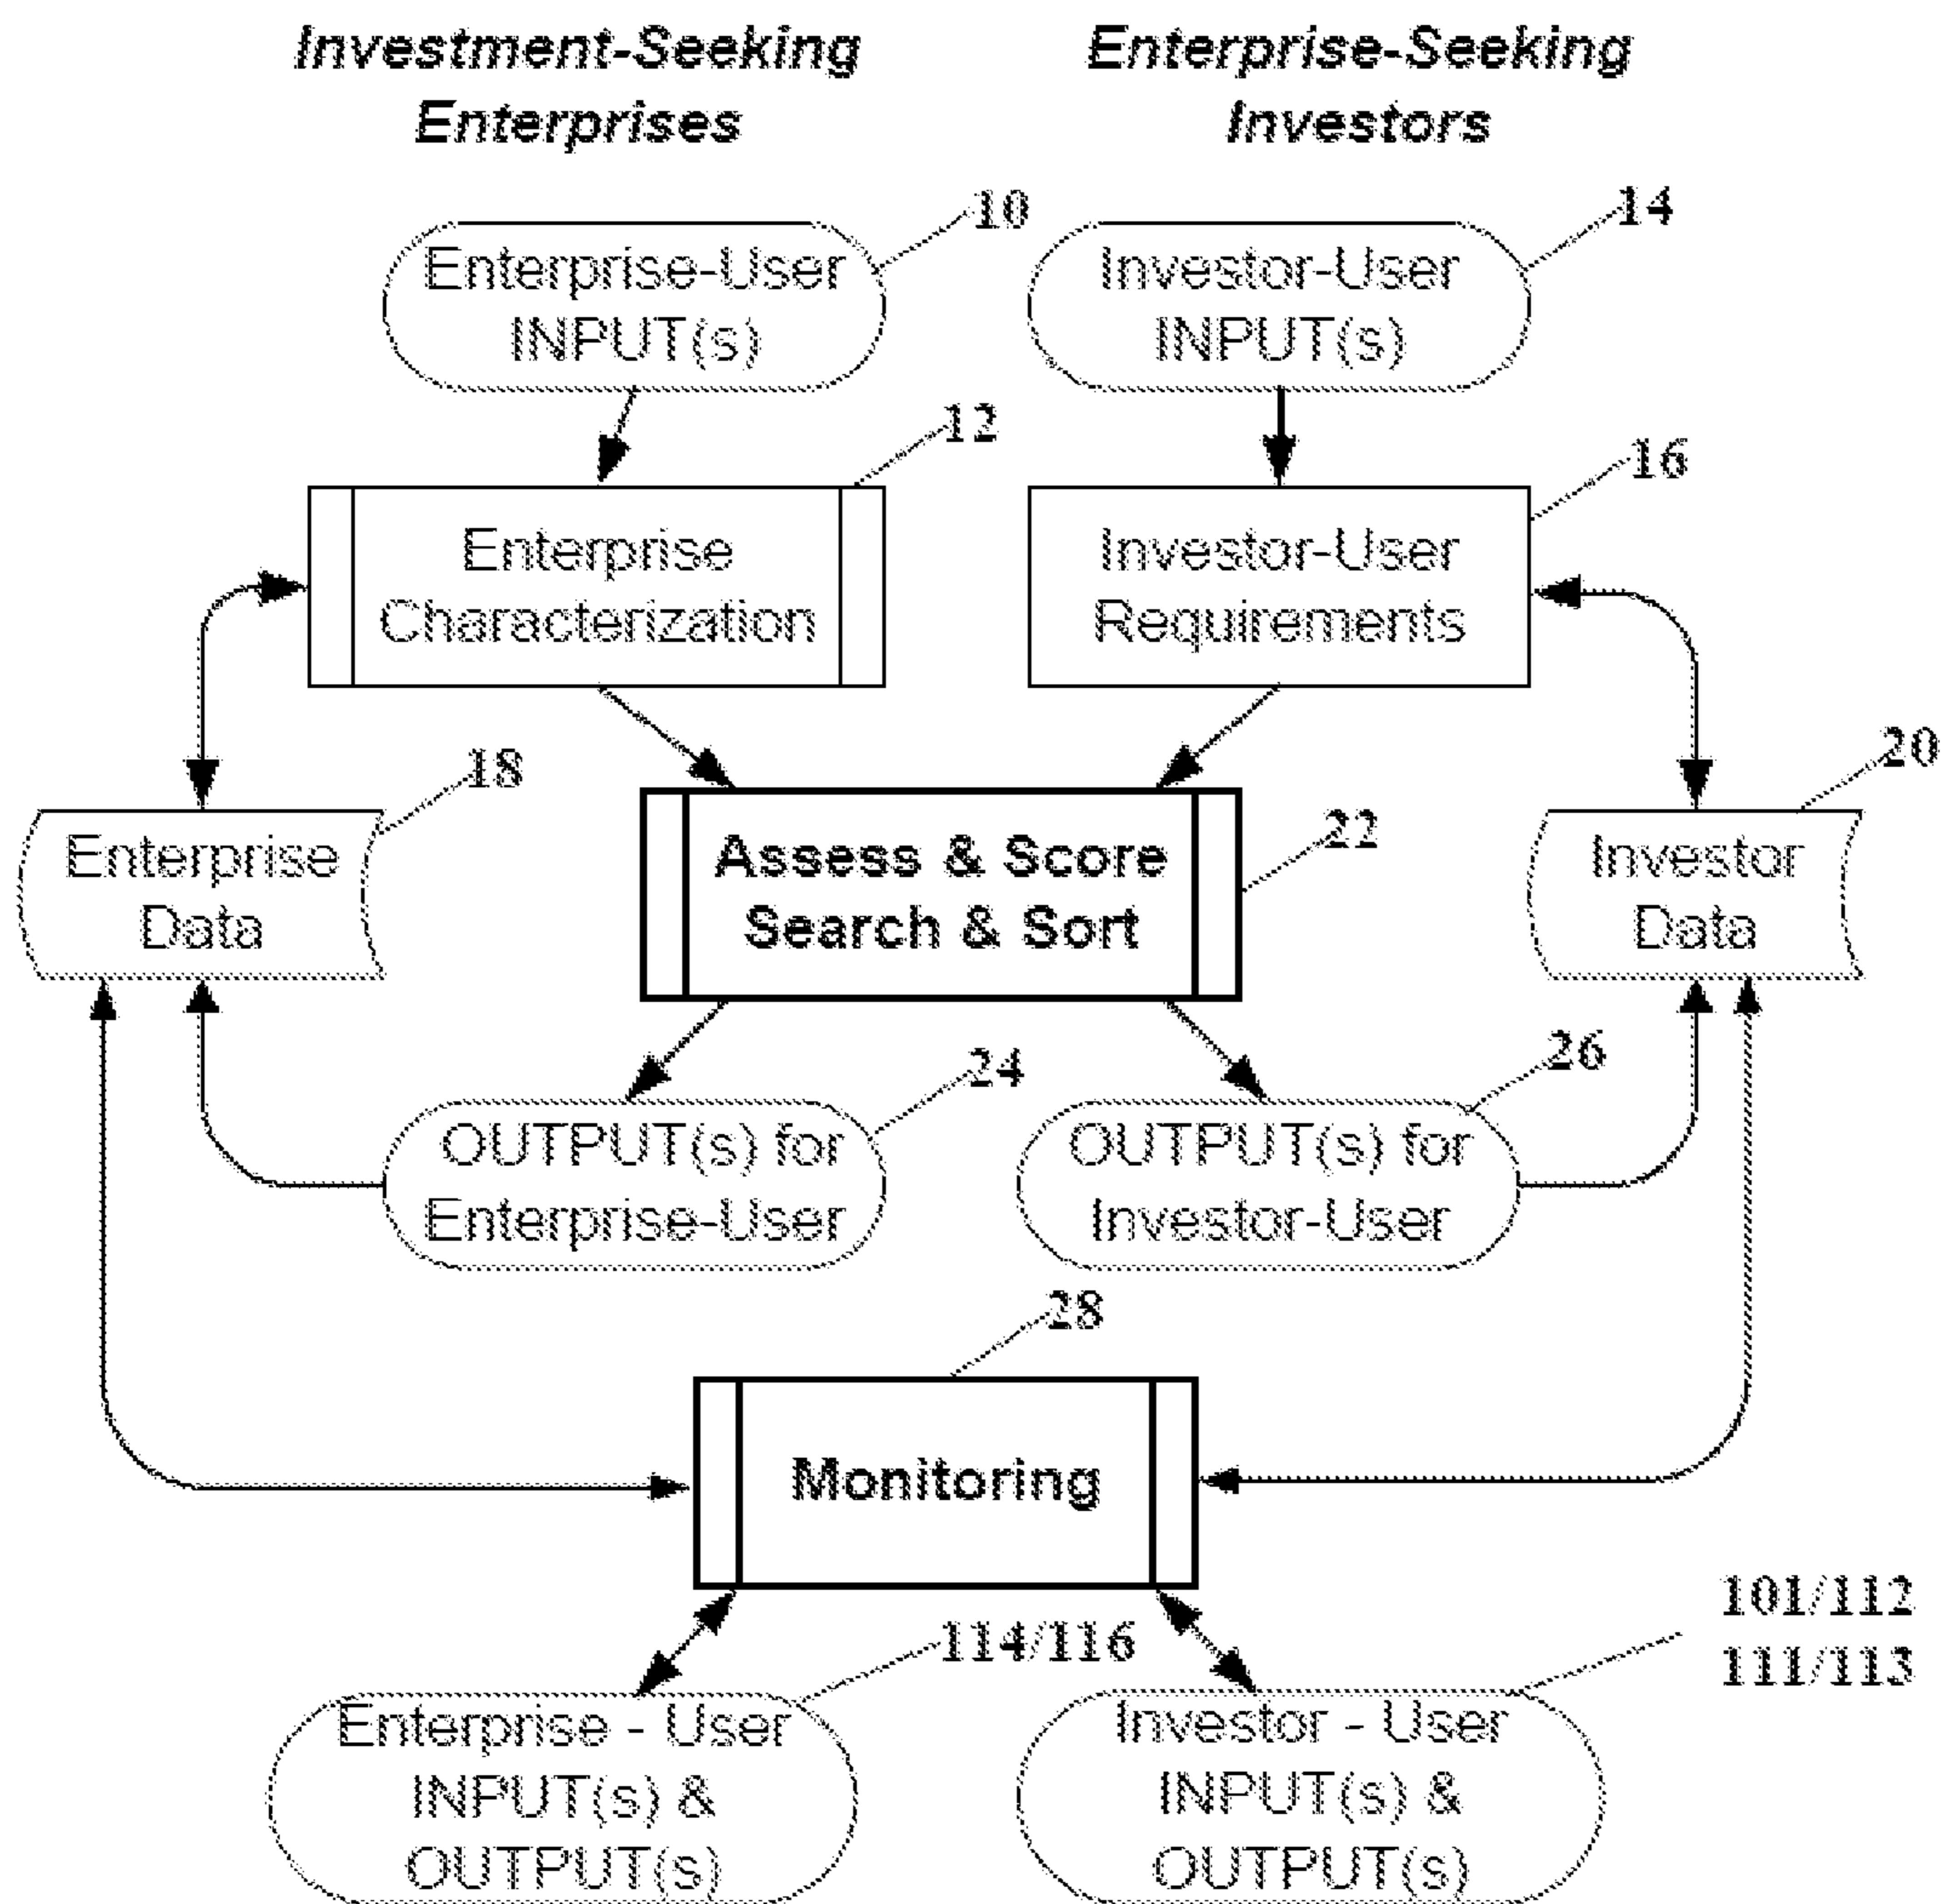 Investment-Seeking
Enterprises
Enterprise-Seeking
Investors
10
Enterprise-User
INPUT(s)
14
Investor-User
INPUT(s)
12
Enterprise
Characterization
16
Investor-User
Requirements
18
Enterprise
Data
22
Assess & Score
Search & Sort
20
Investor
Data
24
OUTPUT(s) for
Enterprise-User
26
OUTPUT(s) for
Investor-User
28
Monitoring
114/116
Enterprise - User
INPUT(s) &
OUTPUT(s)
101/112
111/113
Investor - User
INPUT(s) &
OUTPUT(s)